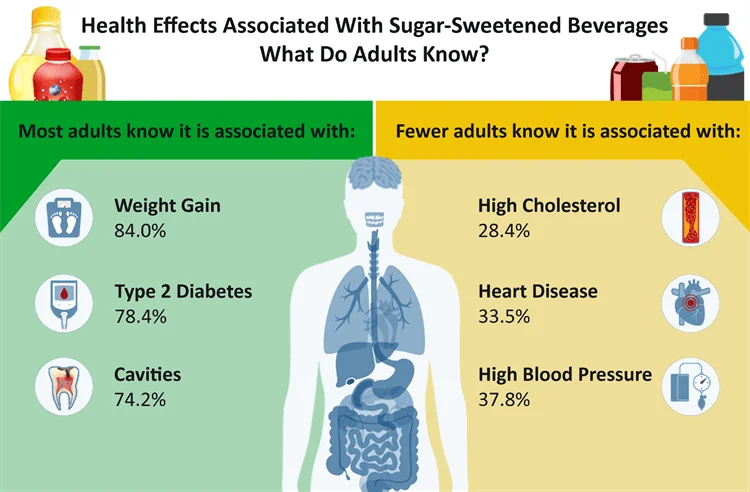 Health Effects Associated With Sugar-Sweetened Beverages
What Do Adults Know?
Most adults know it is associated with:
Weight Gain
84.0%
Type 2 Diabetes
78.4%
Cavities
74.2%
Fewer adults know it is associated with:
High Cholesterol
28.4%
Heart Disease
33.5%
High Blood Pressure
37.8%